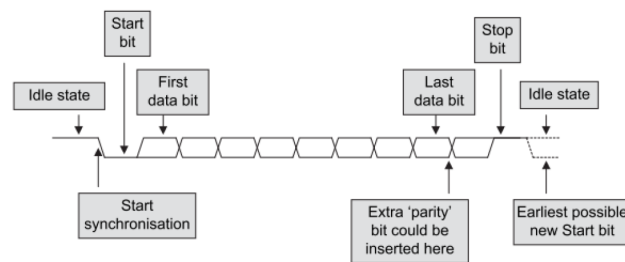 Start
bit
Stop
bit
Idle state
First
data bit
Last
data bit
Idle state
Start
synchronisation
Extra ‘parity’
bit could be
inserted here
Earliest possible
new Start bit